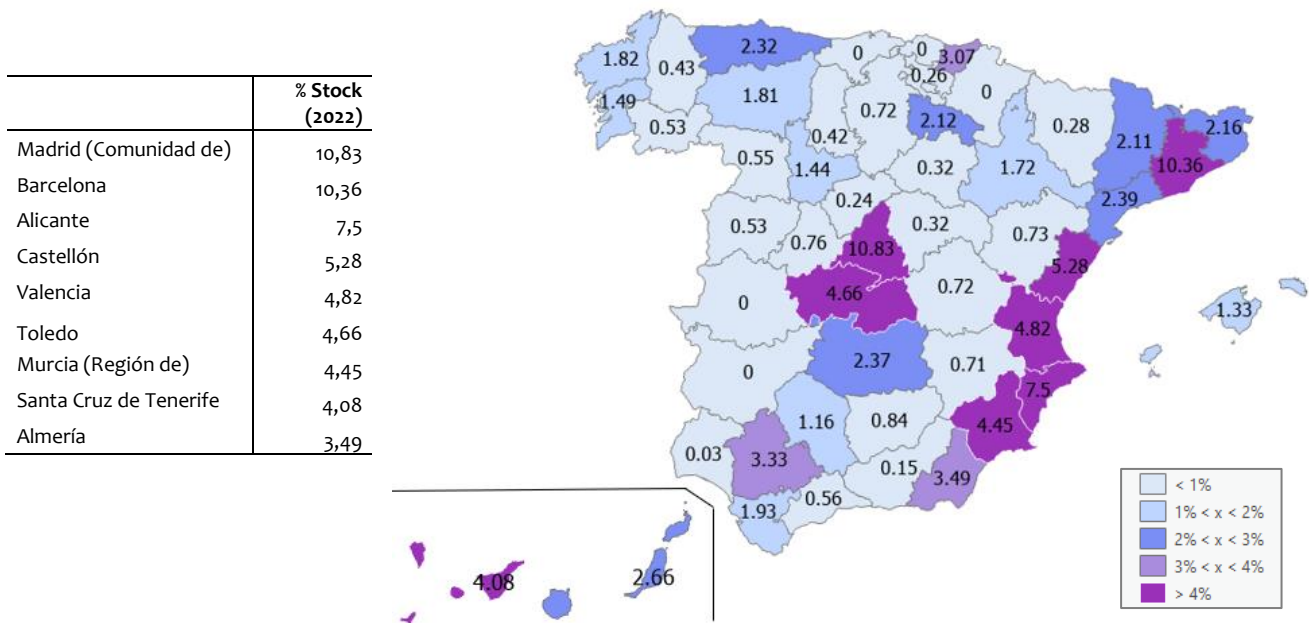 % Stock
(2022)
Madrid (Comunidad de) 10,83
Barcelona 10,36
Alicante 7,5
Castellón 5,28
Valencia 4,82
Toledo 4,66
Murcia (Región de) 4,45
Santa Cruz de Tenerife 4,08
Almería 3,49
1.82 0.43 2.32 0 0 3.07
0.26
1.49 0.53 1.81 0.42 0.72 2.12 0 0.28 2.11 2.16
10.36
0.55 1.44 0.32 1.72 2.39
0.24
0.53 0.76 10.83 0.32 0.73 5.28
0 4.66 0.72 4.82 1.33
0 2.37 0.71 7.5
1.16 0.84 4.45
0.03 3.33 0.15 3.49
1.93 0.56
4.08 2.66
< 1%
1% < x < 2%
2% < x < 3%
3% < x < 4%
> 4%